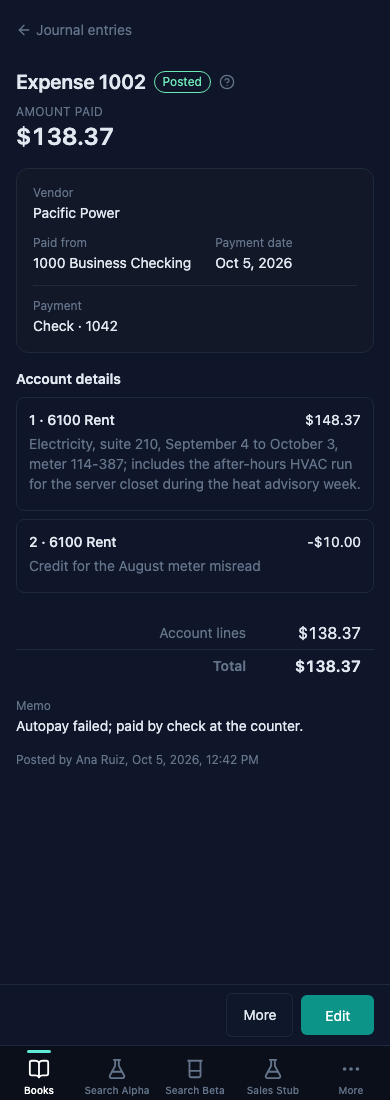 ← Journal entries
Expense 1002 Posted
AMOUNT PAID
$138.37
Vendor
Pacific Power
Paid from Payment date
1000 Business Checking Oct 5, 2026
Payment
Check · 1042
Account details
1 · 6100 Rent $148.37
Electricity, suite 210, September 4 to October 3,
meter 114-387; includes the after-hours HVAC run
for the server closet during the heat advisory week.
2 · 6100 Rent -$10.00
Credit for the August meter misread
Account lines $138.37
Total $138.37
Memo
Autopay failed; paid by check at the counter.
Posted by Ana Ruiz, Oct 5, 2026, 12:42 PM
More Edit
Books Search Alpha Search Beta Sales Stub More